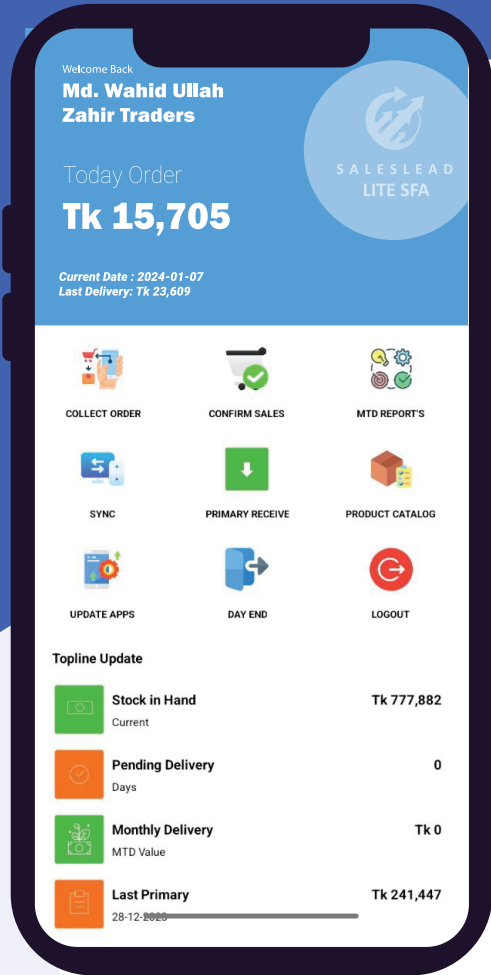 Welcome Back
Md. Wahid Ullah
Zahir Traders
SALESLEAD
LITE SFA
Today Order
Tk 15,705
Current Date : 2024-01-07
Last Delivery: Tk 23,609
COLLECT ORDER CONFIRM SALES MTD REPORT'S
SYNC PRIMARY RECEIVE PRODUCT CATALOG
UPDATE APPS DAY END LOGOUT
Topline Update
Stock in Hand Tk 777,882
Current
Pending Delivery 0
Days
Monthly Delivery Tk 0
MTD Value
Last Primary Tk 241,447
28-12-2023